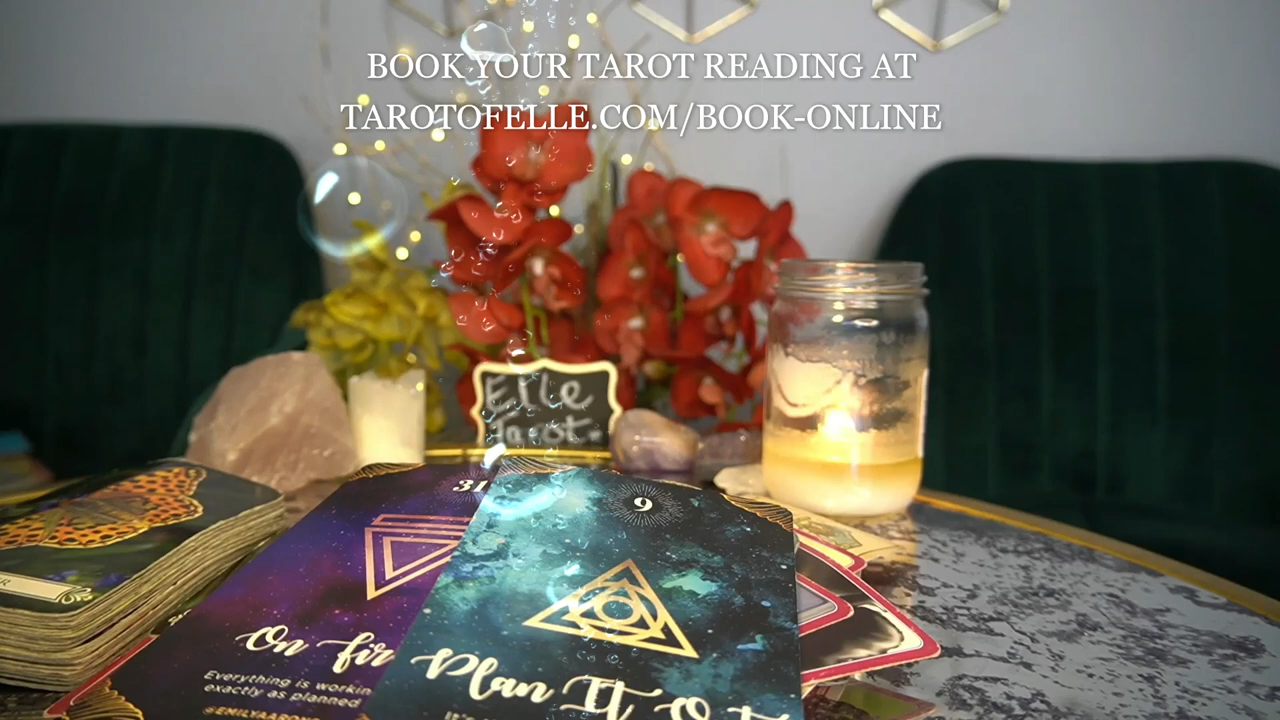 BOOK YOUR TAROT READING AT
TAROTOFELLE.COM/BOOK-ONLINE
Elle
Tarot.
31
9
On fir
Plan It O
Everything is workin
exactly as planned
IT'S